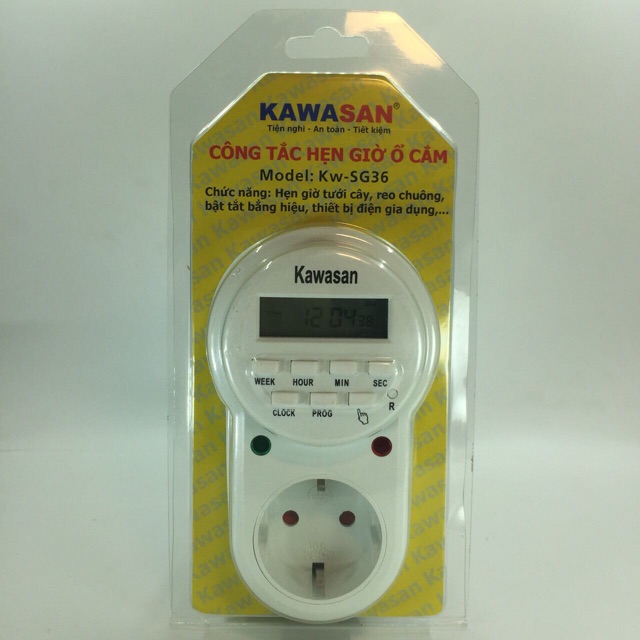 KAWASAN®
Tiện nghi - An toàn - Tiết kiệm
CÔNG TẮC HẸN GIỜ Ổ CẮM
Model: Kw-SG36
Chức năng: Hẹn giờ tưới cây, reo chuông,
bật tắt bảng hiệu, thiết bị điện gia dụng,...
Kawasan
12 04 38
WEEK HOUR MIN SEC
CLOCK PROG R